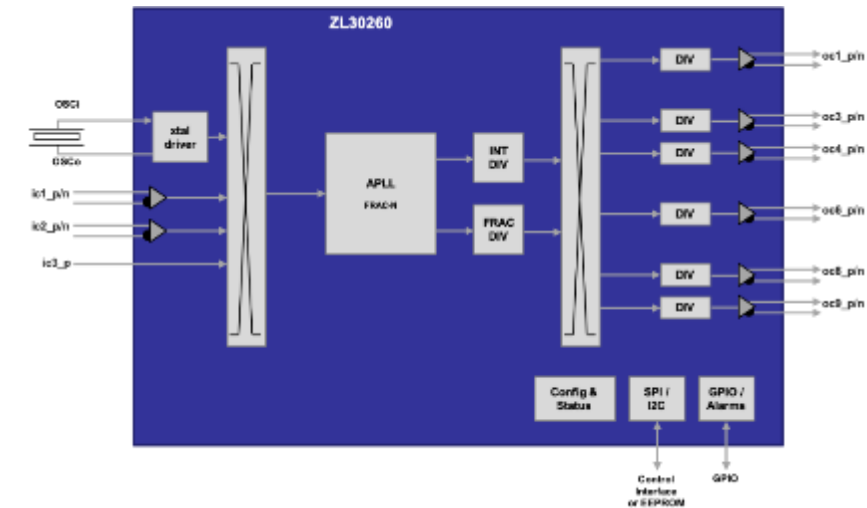 ZL30260
OSCI
xtal
driver
OSCo
ic1_p/n
ic2_p/n
ic3_p
APLL
FRAC-N
INT
DIV
FRAC
DIV
DIV
oc1_p/n
DIV
oc3_p/n
DIV
oc4_p/n
DIV
oc6_p/n
DIV
oc8_p/n
DIV
oc9_p/n
Config &
Status
SPI /
I2C
GPIO /
Alarms
Control
Interface
or EEPROM
GPIO